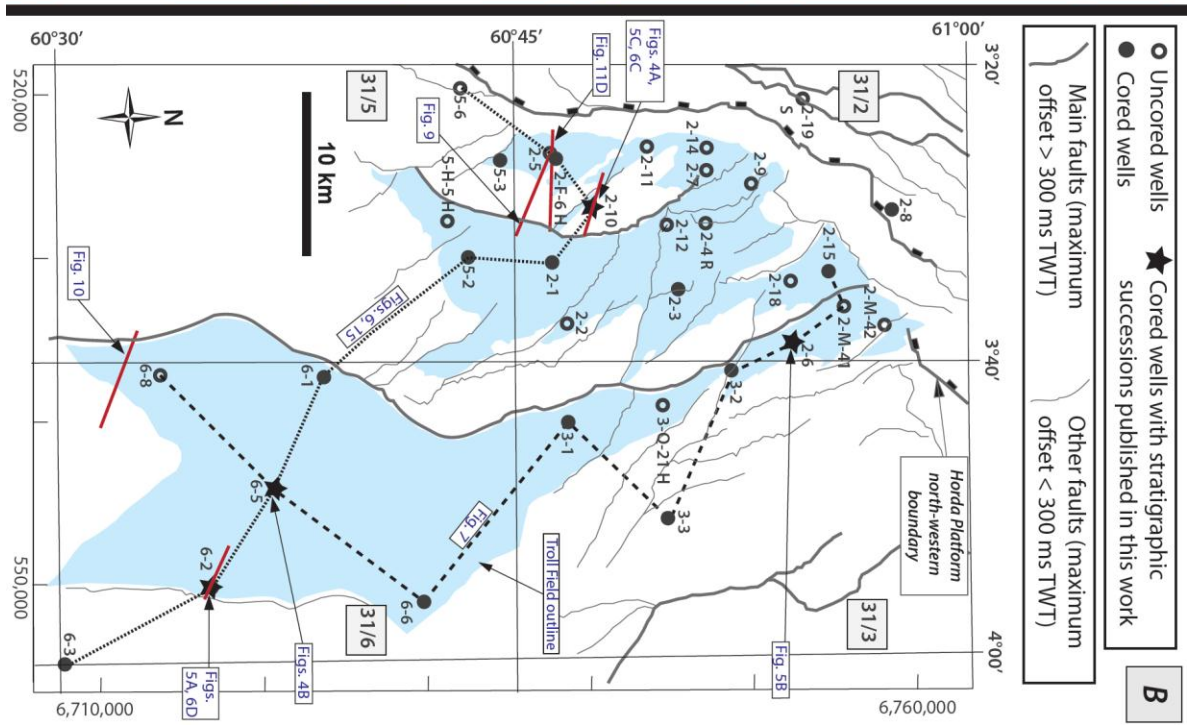 B
Uncored wells
Cored wells
Cored wells with stratigraphic
successions published in this work
Main faults (maximum
offset > 300 ms TWT)
Other faults (maximum
offset < 300 ms TWT)
60°30'
60°45'
61°00'
3°20'
3°40'
4°00'
520,000
550,000
6,710,000
6,760,000
31/2
31/3
31/5
31/6
N
10 km
Figs. 4A,
5C, 6C
Fig. 11D
Fig. 9
Fig. 10
Figs. 6, 15
Fig. 7
Troll Field outline
Horda Platform
north-western
boundary
Fig. 5B
Figs. 4B
Figs.
5A, 6D
2-19
S
2-8
2-14
2-7
2-9
2-11
2-10
2-5
2-F-6 H
5-6
5-3
5-H-5 H
2-12
2-4 R
2-15
2-18
2-M-42
2-M-41
2-1
2-3
2-2
5-2
2-6
3-2
3-Q-21 H
3-1
3-3
6-1
6-8
6-5
6-2
6-6
6-3